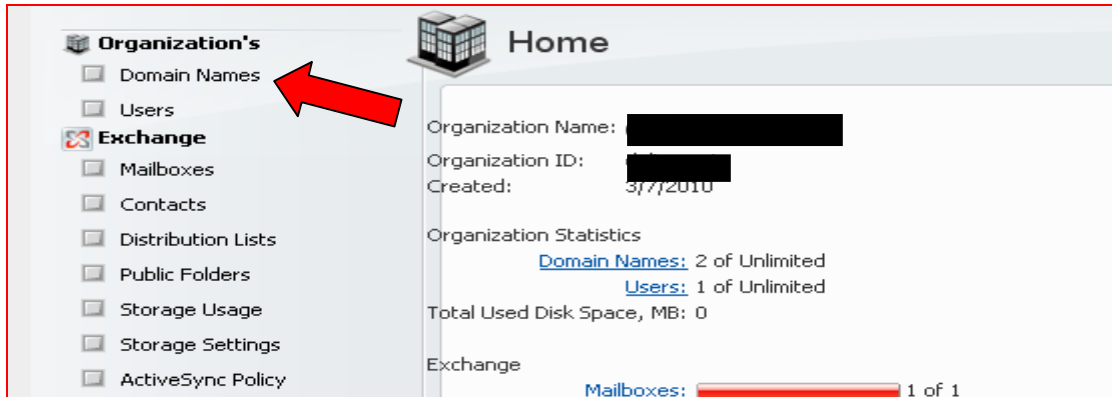 Organization's
Domain Names
Users
Exchange
Mailboxes
Contacts
Distribution Lists
Public Folders
Storage Usage
Storage Settings
ActiveSync Policy
Home
Organization Name:
Organization ID:
Created: 3/7/2010
Organization Statistics
Domain Names: 2 of Unlimited
Users: 1 of Unlimited
Total Used Disk Space, MB: 0
Exchange
Mailboxes: 1 of 1